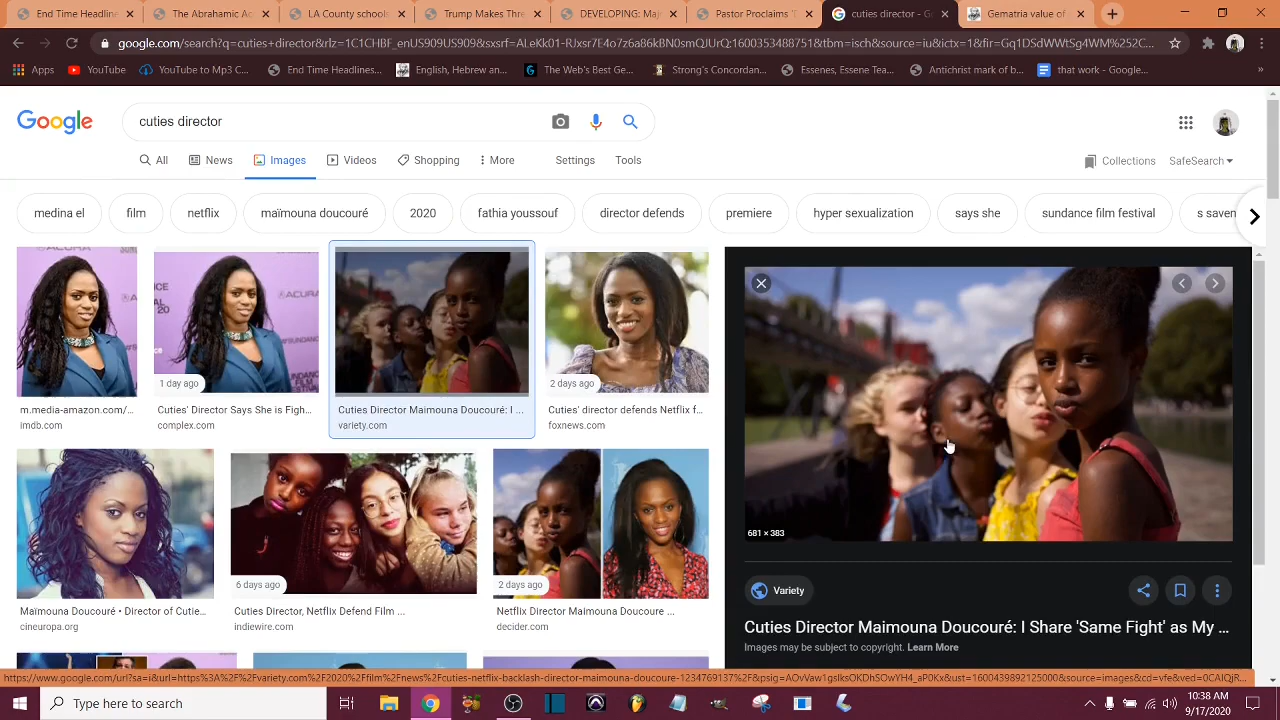 End Time Headlines -
LA County schools
DEVELOPING: Maj
Pastor Proclaims 'I
cuties director - Go
Gematria of cuties
google.com/search?q=cuties+director&rlz=1C1CHBF_enUS909US909&sxsrf=
Apps
YouTube
YouTube to Mp3 C...
End Time Headlines...
English, Hebrew an...
The Web's Best Ge...
Strong's Concordan...
Essenes, Essene Tea...
Antichrist mark of b...
that work - Google...
Google
cuties director
All
News
Images
Videos
Shopping
More
Settings
Tools
Collections
SafeSearch
medina el
film
netflix
maïmouna doucouré
2020
fathia youssouf
director defends
premiere
hyper sexualization
says she
sundance film festival
s saven
1 day ago
2 days ago
m.media-amazon.com/...
imdb.com
Cuties' Director Says She is Figh...
complex.com
Cuties Director Maimouna Doucouré: I ...
variety.com
Cuties' director defends Netflix f...
foxnews.com
681 × 383
6 days ago
2 days ago
Maïmouna Doucouré • Director of Cutie...
cineuropa.org
Cuties Director, Netflix Defend Film ...
indiewire.com
Netflix Director Maimouna Doucoure ...
decider.com
Variety
Cuties Director Maimouna Doucouré: I Share 'Same Fight' as My ...
Images may be subject to copyright. Learn More
Type here to search
10:38 AM
9/17/2020